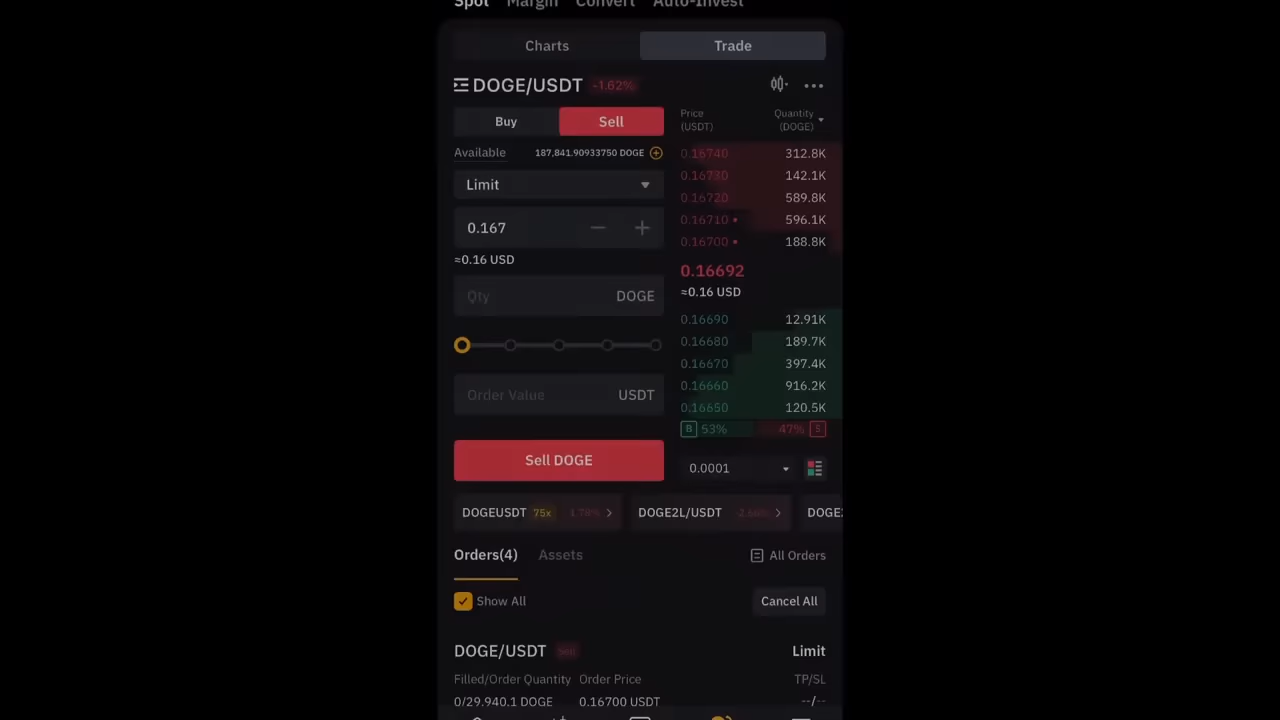 Spot Margin Convert Auto-Invest
Charts Trade
DOGE/USDT -1.62%
Buy Sell
Available 187,841.90933750 DOGE
Limit
0.167
≈0.16 USD
Qty DOGE
Order Value USDT
Sell DOGE
Price (USDT) Quantity (DOGE)
0.16740 312.8K
0.16730 142.1K
0.16720 589.8K
0.16710 596.1K
0.16700 188.8K
0.16692
≈0.16 USD
0.16690 12.91K
0.16680 189.7K
0.16670 397.4K
0.16660 916.2K
0.16650 120.5K
B 53% 47% S
0.0001
DOGEUSDT 75x -1.78% DOGE2L/USDT -2.66% DOGE2
Orders(4) Assets All Orders
Show All Cancel All
DOGE/USDT Sell Limit
Filled/Order Quantity Order Price TP/SL
0/29,940.1 DOGE 0.16700 USDT --/--